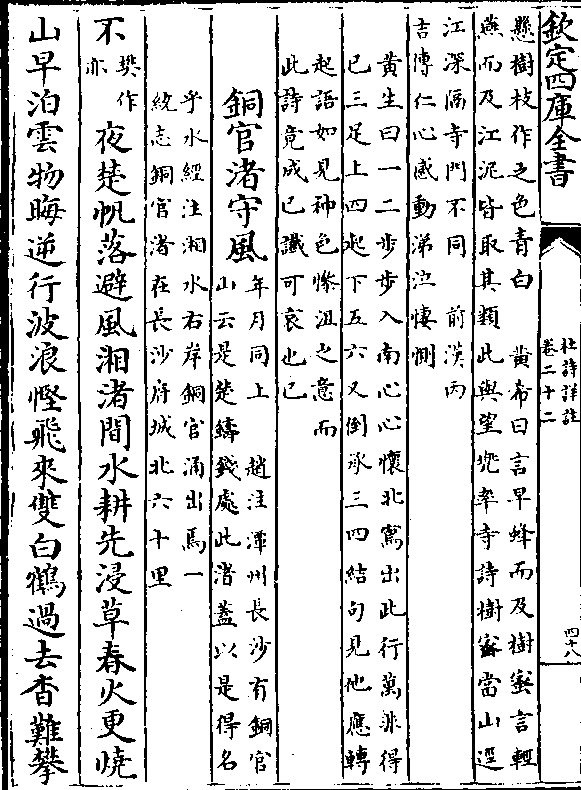 欽定四庫全書
杜詩詳註
卷二十二
四十八
懸樹枝作之色青白　黄希曰言早蜂而及樹蜜言輕
燕而及江泥皆取其類此與望兠率寺詩樹密當山逕
江深隔寺門不同　前漢丙
吉傳仁心感動涕泣悽惻
黄生曰一二步步入南心心懷北寫出此行萬非得
已三足上四起下五六又倒承三四結句見他應轉
起語如見神色慘沮之意而
此詩竟成已讖可哀也已
銅官渚守風
年月同上　趙注潭州長沙有銅官
山云是楚鑄錢處此渚蓋以是得名
乎水經注湘水右岸銅官浦出焉一
統志銅官渚在長沙府城北六十里
不樊作亦夜楚帆落避風湘渚間水耕先浸草春火更燒
山早泊雲物晦逆行波浪慳飛來雙白鶴過去杳難攀